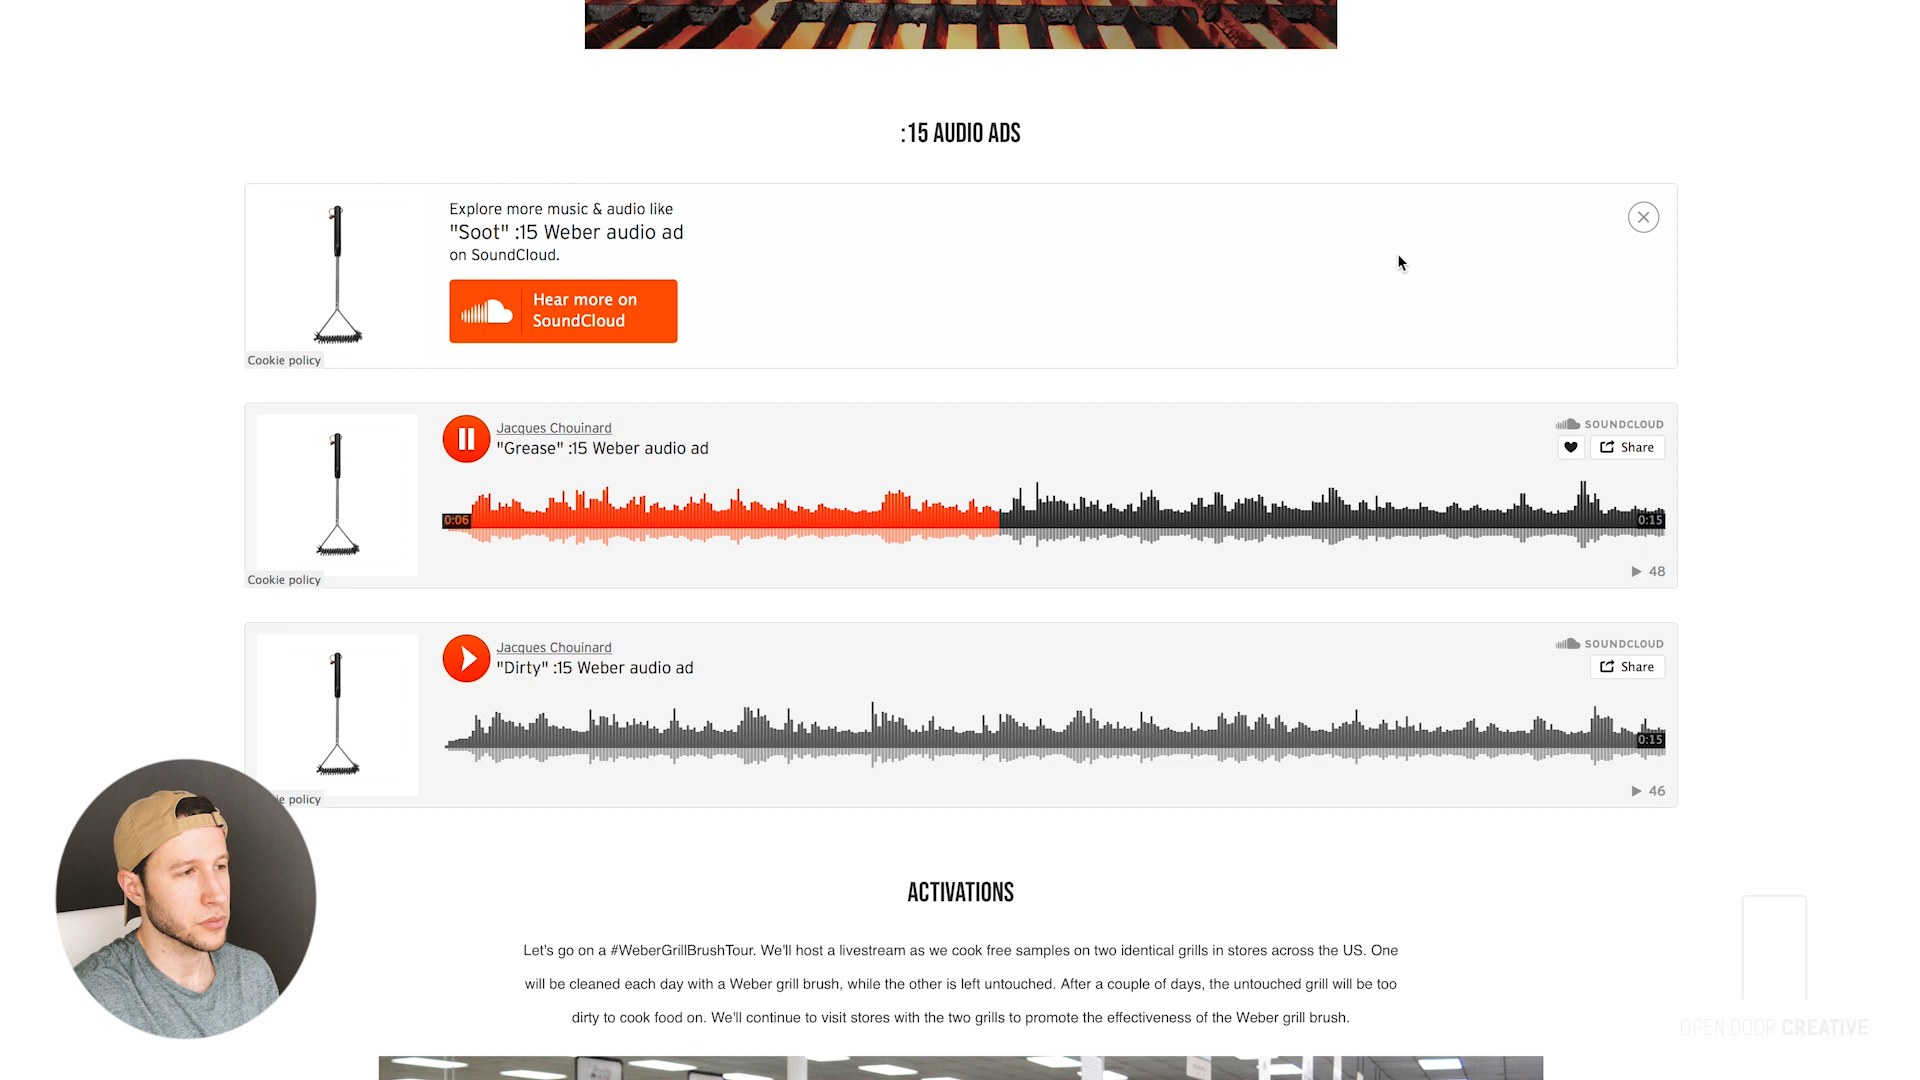 :15 AUDIO ADS
Explore more music & audio like
"Soot" :15 Weber audio ad
on SoundCloud.
Hear more on
SoundCloud
Cookie policy
Jacques Chouinard
"Grease" :15 Weber audio ad
SOUNDCLOUD
Share
0:06
0:15
48
Cookie policy
Jacques Chouinard
"Dirty" :15 Weber audio ad
SOUNDCLOUD
Share
0:15
46
policy
ACTIVATIONS
Let's go on a #WeberGrillBrushTour. We'll host a livestream as we cook free samples on two identical grills in stores across the US. One
will be cleaned each day with a Weber grill brush, while the other is left untouched. After a couple of days, the untouched grill will be too
dirty to cook food on. We'll continue to visit stores with the two grills to promote the effectiveness of the Weber grill brush.
OPEN DOOR CREATIVE